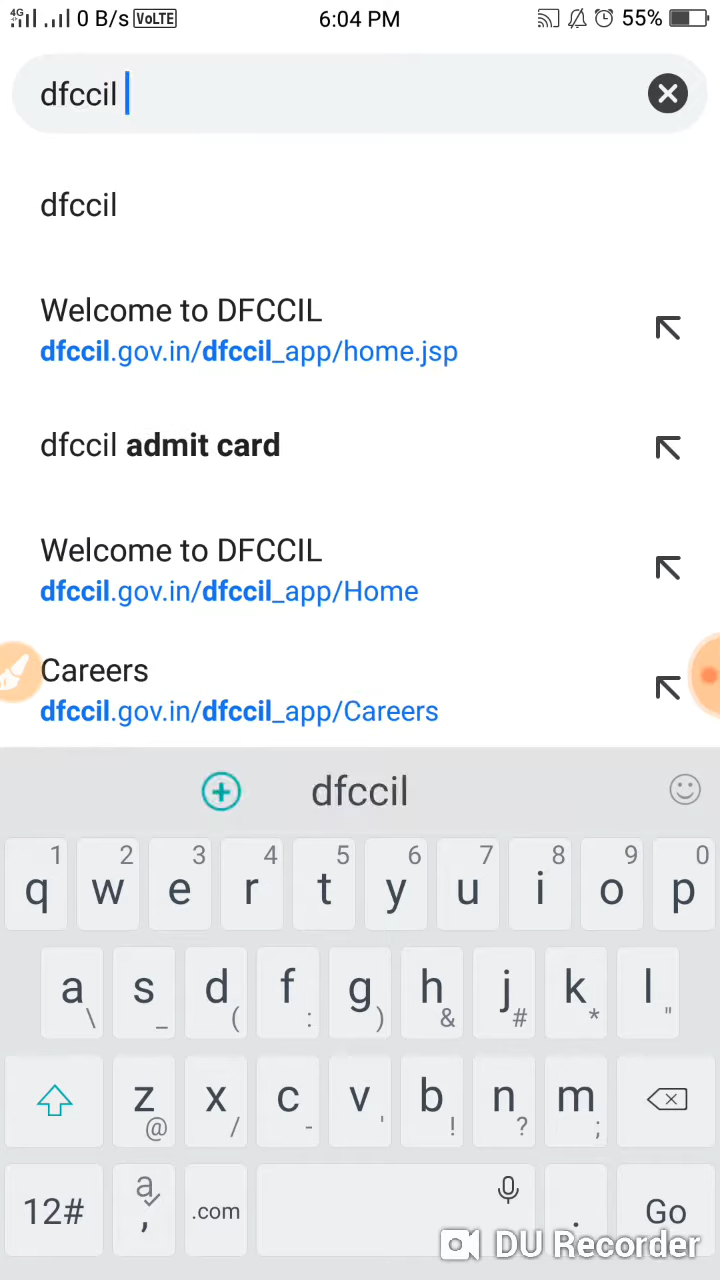 4G 0 B/s VoLTE 6:04 PM 55%
dfccil
dfccil
Welcome to DFCCIL
dfccil.gov.in/dfccil_app/home.jsp
dfccil admit card
Welcome to DFCCIL
dfccil.gov.in/dfccil_app/Home
Careers
dfccil.gov.in/dfccil_app/Careers
dfccil
1 2 3 4 5 6 7 8 9 0
q w e r t y u i o p
a s d f g h j k l
\ _ ( : ) & # * "
z x c v b n m
@ / - ' ! ? ;
12# a , .com . Go
DU Recorder